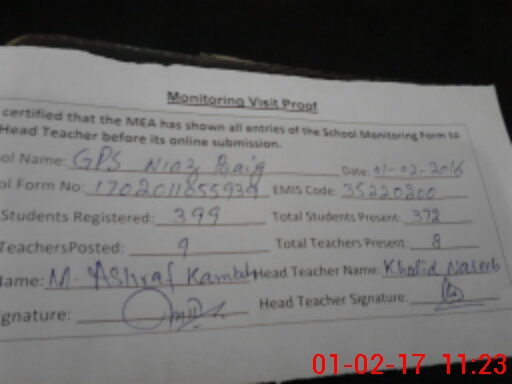 Monitoring Visit Proof
certified that the MEA has shown all entries of the School Monitoring Form to
Head Teacher before its online submission.
ool Name: GPS Niaz Baig Date: 01-02-2016
ol Form No: 1702011855939 EMIS Code: 35220200
Students Registered: 399 Total Students Present: 372
TeachersPosted: 9 Total Teachers Present: 8
Name: M. Ashraf Kamboh Head Teacher Name: Khalid Naseeb
gnature: Head Teacher Signature:
01-02-17 11:23